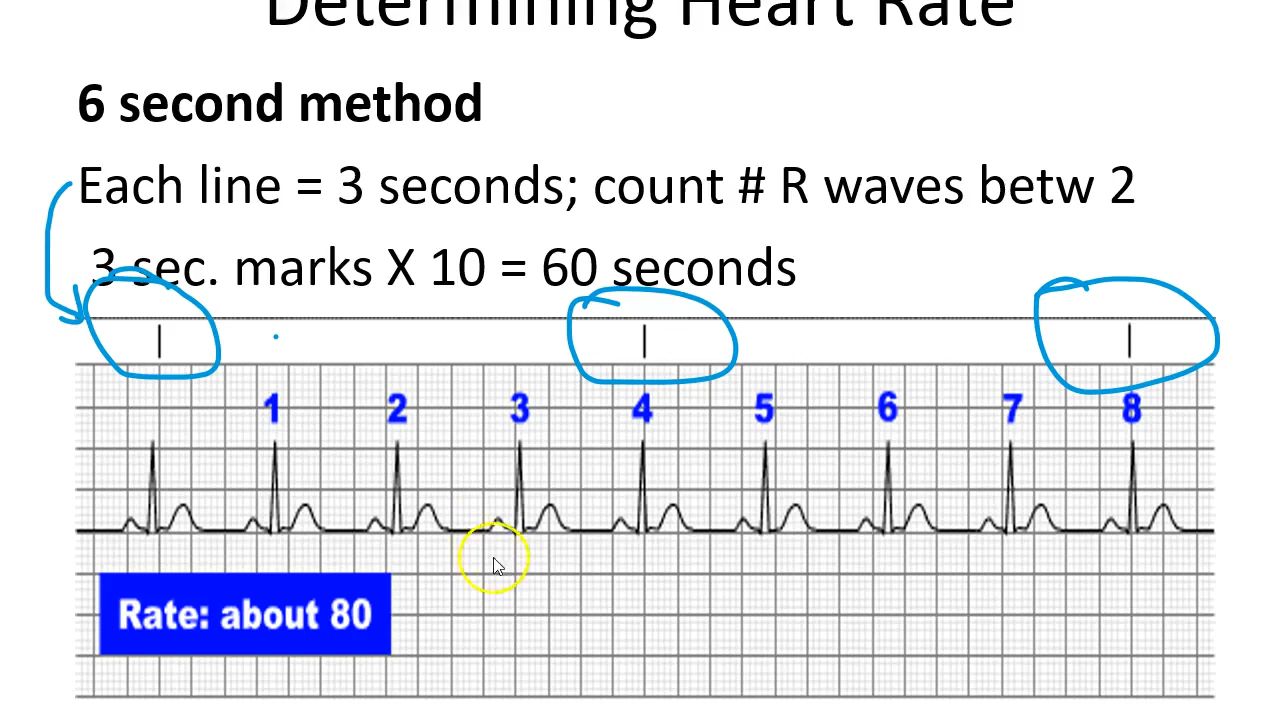 Determining Heart Rate
6 second method
Each line = 3 seconds; count # R waves betw 2
3 sec. marks X 10 = 60 seconds
1 2 3 4 5 6 7 8
Rate: about 80